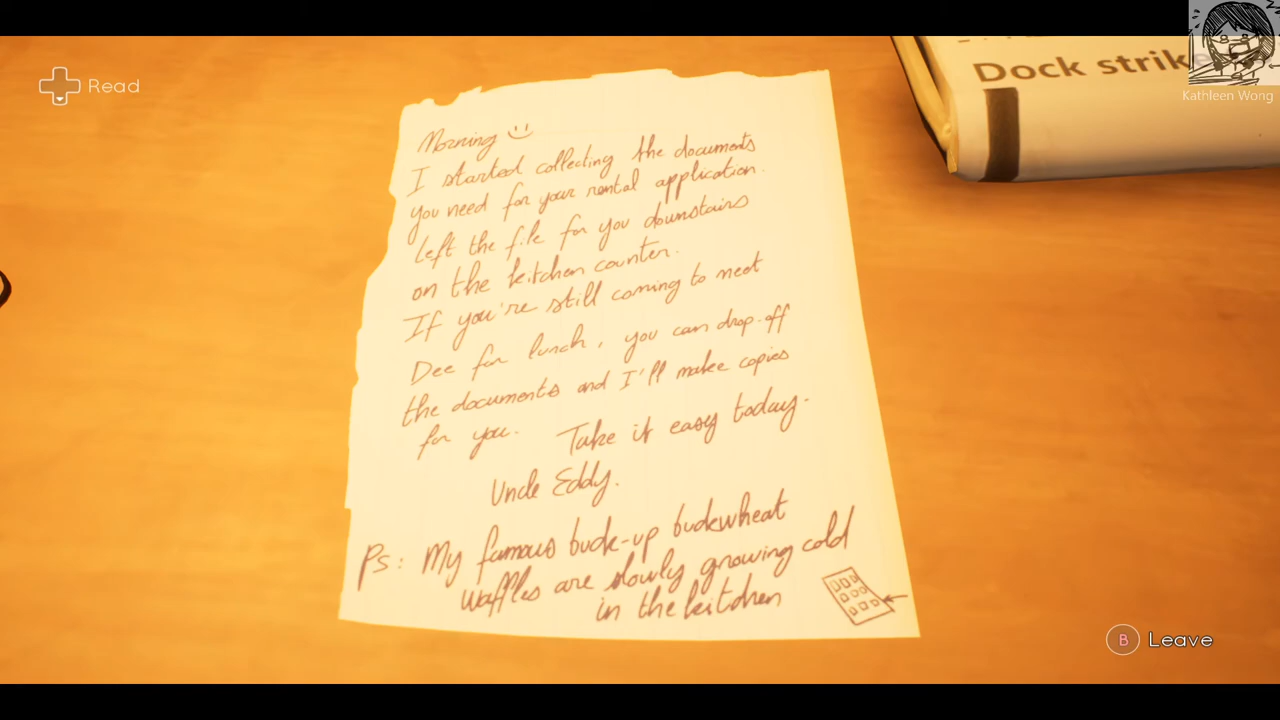 Read
Dock strike
Kathleen Wong
Morning :)
I started collecting the documents
you need for your rental application.
Left the file for you downstairs
on the kitchen counter.
If you're still coming to meet
Dee for lunch, you can drop off
the documents and I'll make copies
for you. Take it easy today.
Uncle Eddy.
Ps: My famous buck-up buckwheat
waffles are slowly growing cold
in the kitchen
B Leave